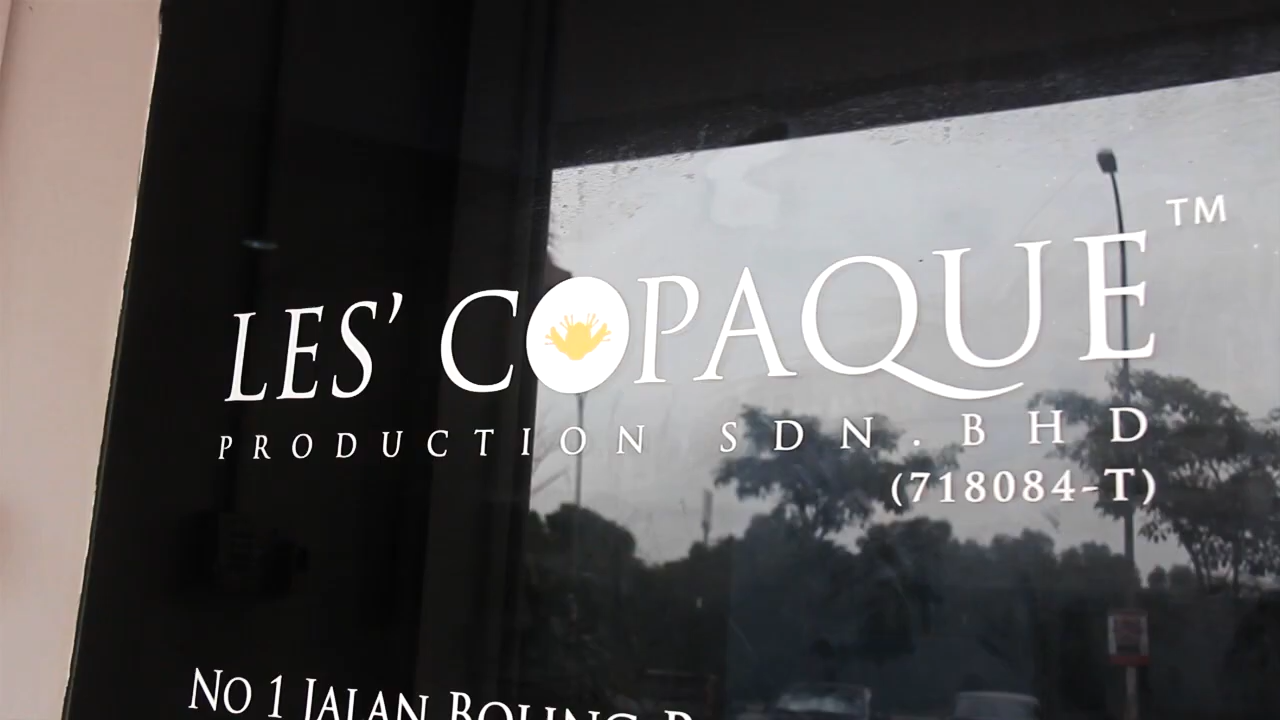 LES' COPAQUE™
PRODUCTION SDN.BHD
(718084-T)
No 1 JALAN